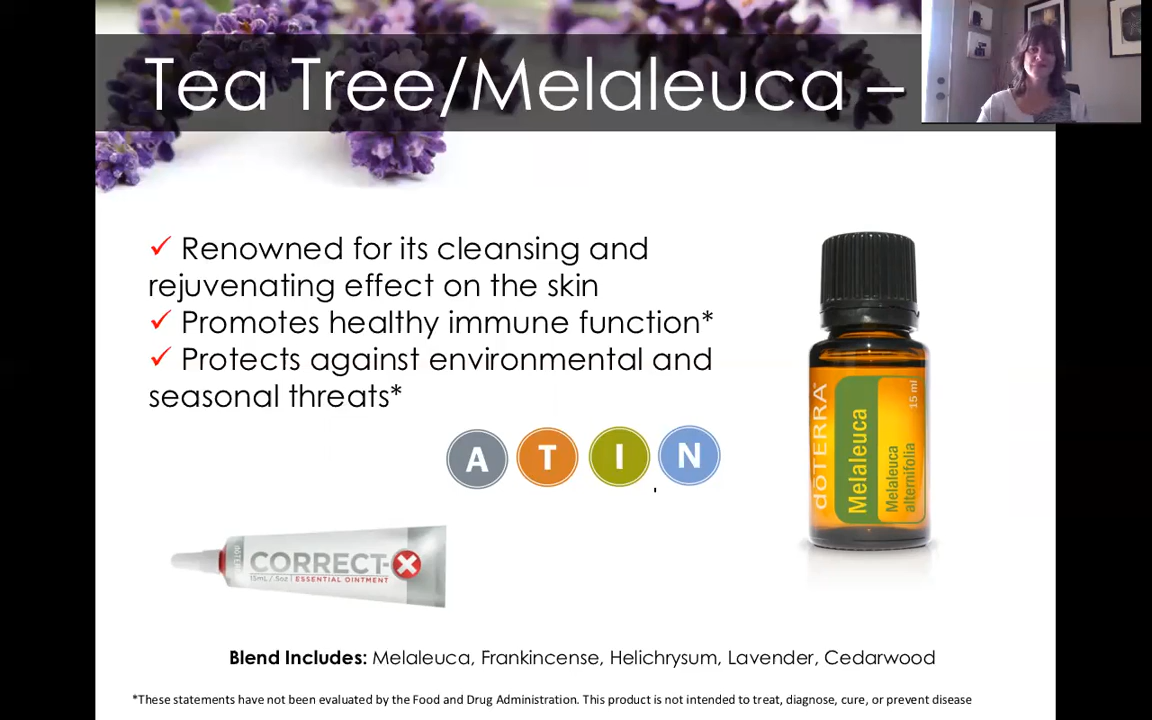 Tea Tree/Melaleuca –
✓ Renowned for its cleansing and
rejuvenating effect on the skin
✓ Promotes healthy immune function*
✓ Protects against environmental and
seasonal threats*
A T I N
dōTERRA
Melaleuca
Melaleuca
alternifolia
15 ml
CORRECT-X
15mL/.5oz | ESSENTIAL OINTMENT
Blend Includes: Melaleuca, Frankincense, Helichrysum, Lavender, Cedarwood
*These statements have not been evaluated by the Food and Drug Administration. This product is not intended to treat, diagnose, cure, or prevent disease